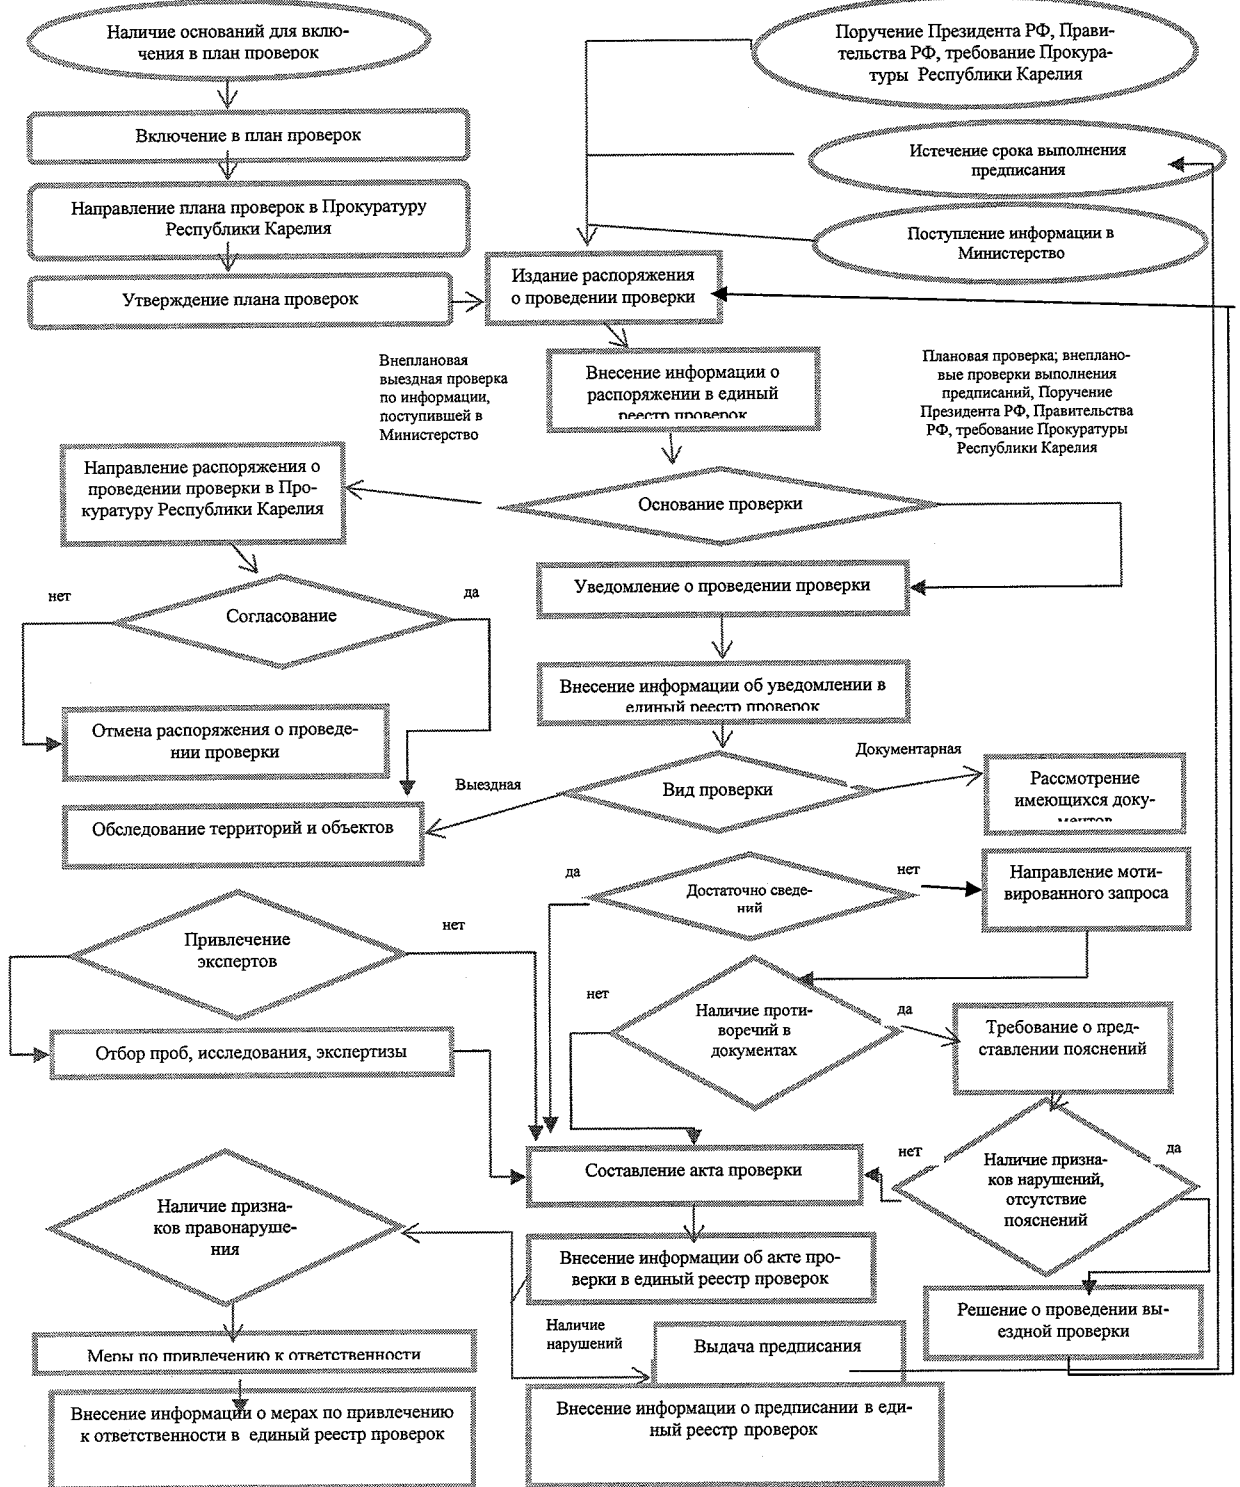 Наличие оснований для вклю-
чения в план проверок
Включение в план проверок
Направление плана проверок в Прокуратуру
Республики Карелия
Утверждение плана проверок
Поручение Президента РФ, Прави-
тельства РФ, требование Прокура-
туры Республики Карелия
Истечение срока выполнения
предписания
Поступление информации в
Министерство
Издание распоряжения
о проведении проверки
Внесение информации о
распоряжении в единый
реестр проверок
Внеплановая
выездная проверка
по информации,
поступившей в
Министерство
Плановая проверка; внеплано-
вые проверки выполнения
предписаний, Поручение
Президента РФ, Правительства
РФ, требование Прокуратуры
Республики Карелия
Направление распоряжения о
проведении проверки в Про-
куратуру Республики Карелия
Основание проверки
Уведомление о проведении проверки
нет
Согласование
да
Внесение информации об уведомлении в
единый реестр проверок
Отмена распоряжения о проведе-
нии проверки
Выездная
Вид проверки
Документарная
Рассмотрение
имеющихся доку-
ментов
Обследование территорий и объектов
да
Достаточно сведе-
ний
нет
Направление моти-
вированного запроса
Привлечение
экспертов
нет
нет
Наличие проти-
воречий в
документах
да
Требование о пред-
ставлении пояснений
Отбор проб, исследования, экспертизы
Составление акта проверки
нет
Наличие призна-
ков нарушений,
отсутствие
пояснений
да
Наличие призна-
ков правонаруше-
ния
Внесение информации об акте про-
верки в единый реестр проверок
Решение о проведении вы-
ездной проверки
Наличие
нарушений
Выдача предписания
Меры по привлечению к ответственности
Внесение информации о мерах по привлечению
к ответственности в единый реестр проверок
Внесение информации о предписании в еди-
ный реестр проверок